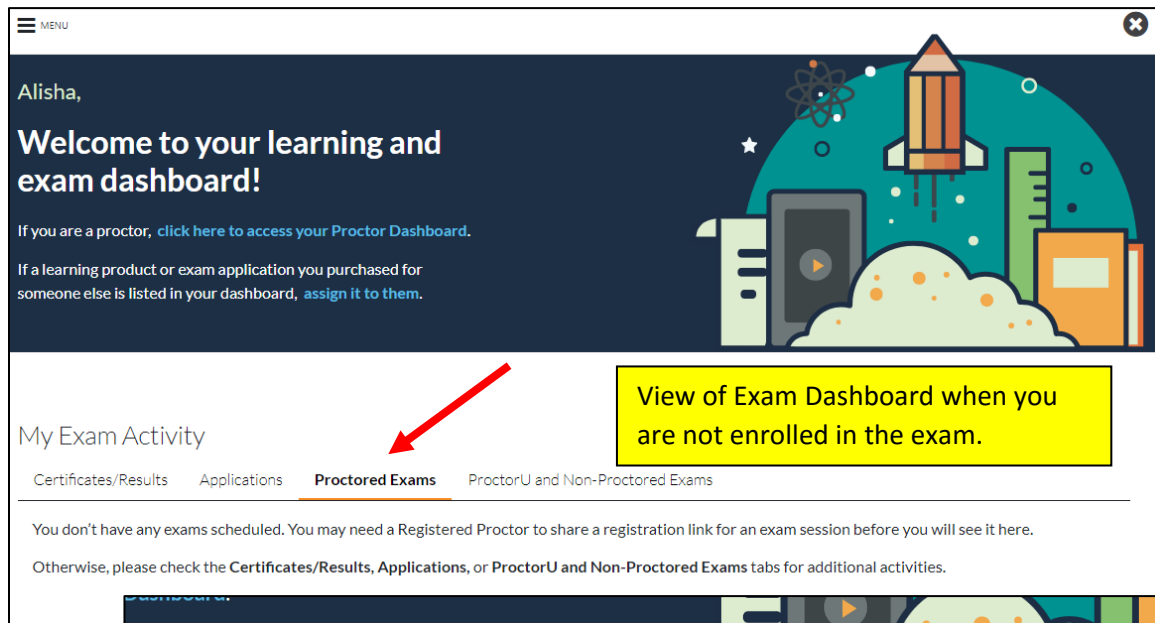 MENU
Alisha,
Welcome to your learning and
exam dashboard!
If you are a proctor, click here to access your Proctor Dashboard.
If a learning product or exam application you purchased for
someone else is listed in your dashboard, assign it to them.
View of Exam Dashboard when you
are not enrolled in the exam.
My Exam Activity
Certificates/Results Applications Proctored Exams ProctorU and Non-Proctored Exams
You don't have any exams scheduled. You may need a Registered Proctor to share a registration link for an exam session before you will see it here.
Otherwise, please check the Certificates/Results, Applications, or ProctorU and Non-Proctored Exams tabs for additional activities.
Dashboard.